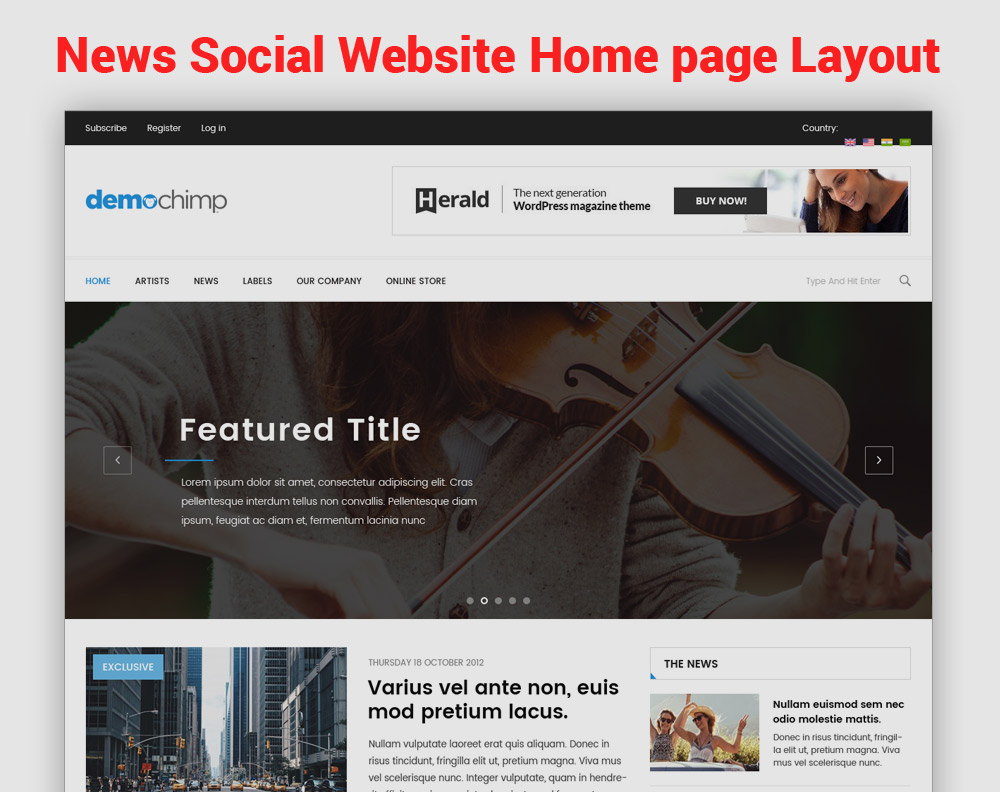 News Social Website Home page Layout
Subscribe Register Log in Country:
demochimp
Herald
The next generation
WordPress magazine theme
BUY NOW!
HOME ARTISTS NEWS LABELS OUR COMPANY ONLINE STORE Type And Hit Enter
Featured Title
Lorem ipsum dolor sit amet, consectetur adipiscing elit. Cras
pellentesque interdum tellus non convallis. Pellentesque diam
ipsum, feugiat ac diam et, fermentum lacinia nunc
EXCLUSIVE
THURSDAY 18 OCTOBER 2012
Varius vel ante non, euis
mod pretium lacus.
Nullam vulputate laoreet erat quis aliquam. Donec in
risus tincidunt, fringilla elit ut, pretium magna. Viva mus
vel scelerisque nunc. Integer vulputate, quam in hendre-
THE NEWS
Nullam euismod sem nec
odio molestie mattis.
Donec in risus tincidunt, fringil-
la elit ut, pretium magna. Viva
mus vel scelerisque nunc.